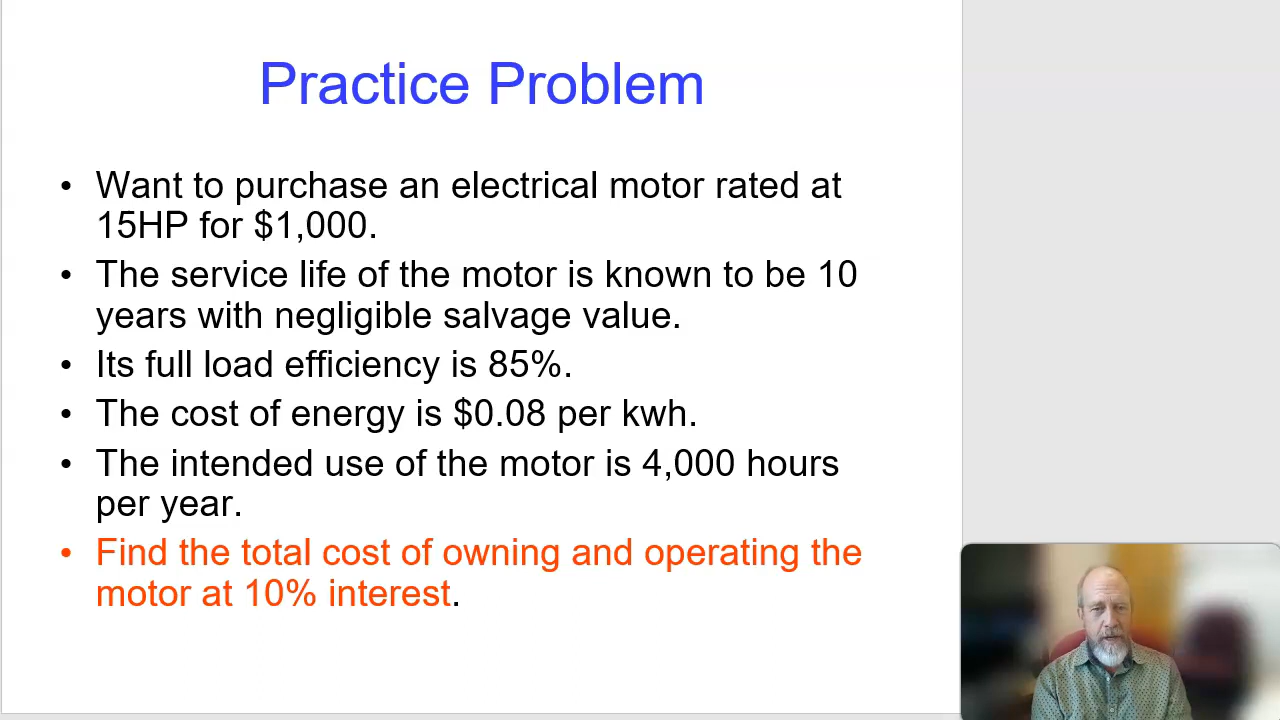 Practice Problem
• Want to purchase an electrical motor rated at
15HP for $1,000.
• The service life of the motor is known to be 10
years with negligible salvage value.
• Its full load efficiency is 85%.
• The cost of energy is $0.08 per kwh.
• The intended use of the motor is 4,000 hours
per year.
• Find the total cost of owning and operating the
motor at 10% interest.